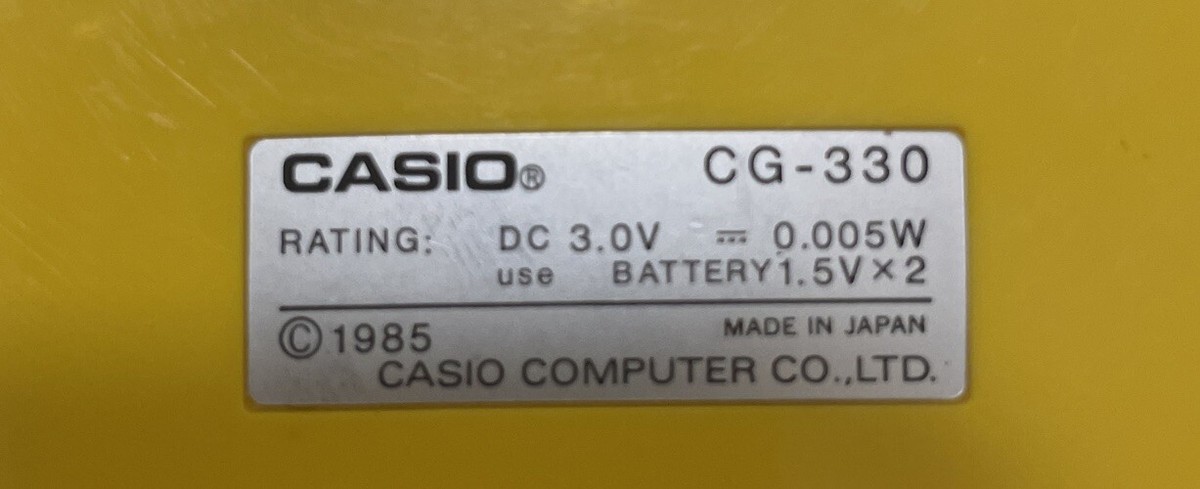 CASIO® CG-330
RATING: DC 3.0V ⎓ 0.005W
use BATTERY 1.5V×2
©1985 MADE IN JAPAN
CASIO COMPUTER CO.,LTD.